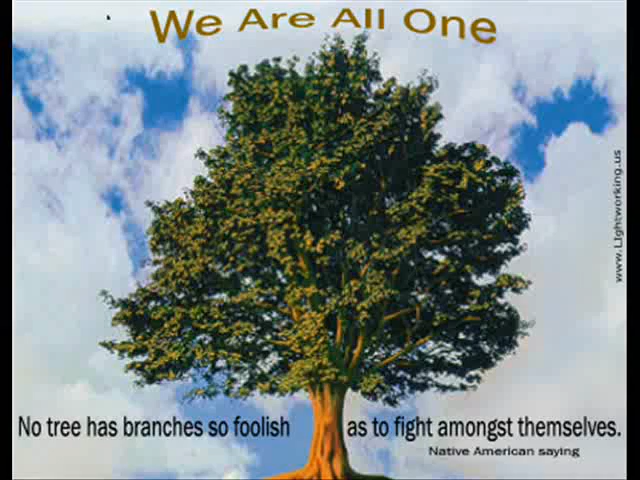 We Are All One
www.LIghtworking.us
No tree has branches so foolish as to fight amongst themselves.
Native American saying